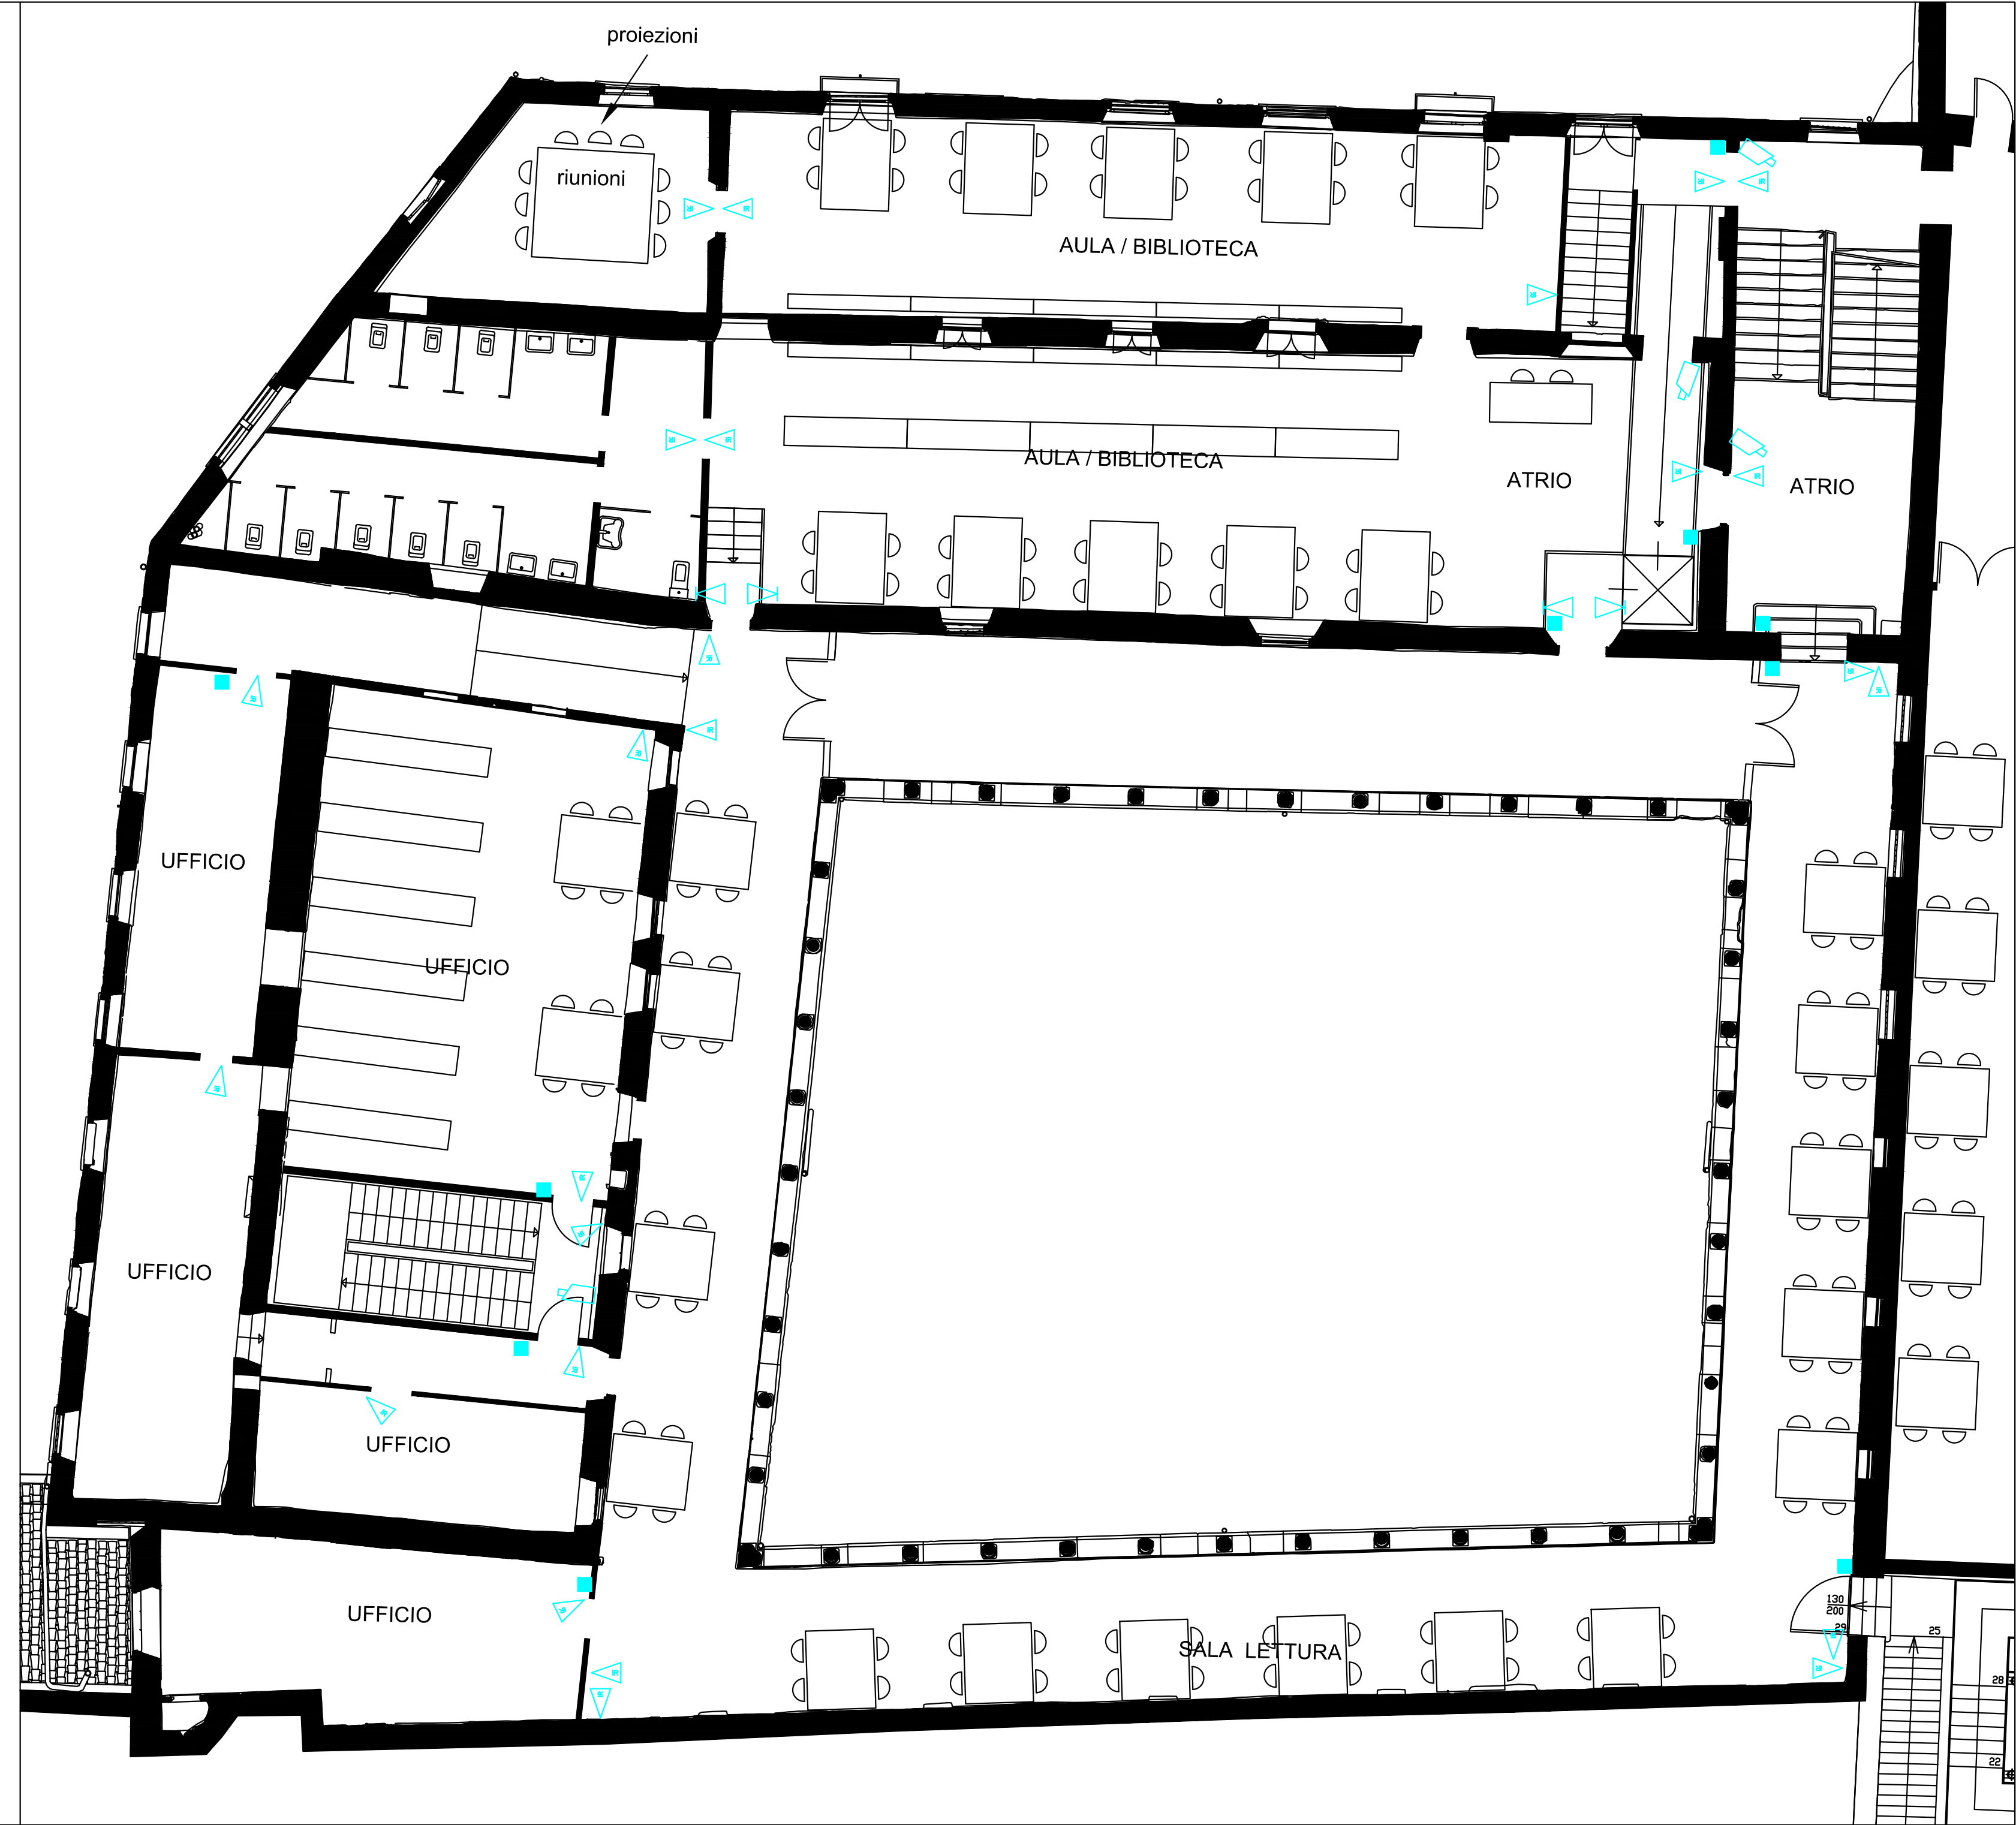 proiezioni
riunioni
AULA / BIBLIOTECA
AULA / BIBLIOTECA
ATRIO
ATRIO
UFFICIO
UFFICIO
UFFICIO
UFFICIO
UFFICIO
SALA LETTURA
130
200
29
25
28
22